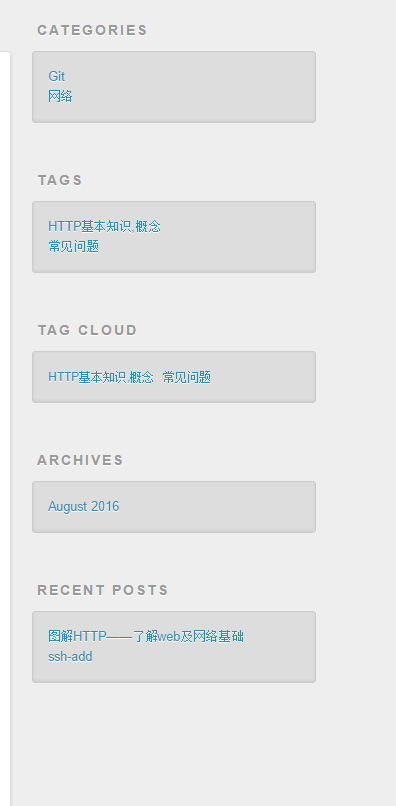 CATEGORIES
Git
网络
TAGS
HTTP基本知识,概念
常见问题
TAG CLOUD
HTTP基本知识,概念 常见问题
ARCHIVES
August 2016
RECENT POSTS
图解HTTP——了解web及网络基础
ssh-add